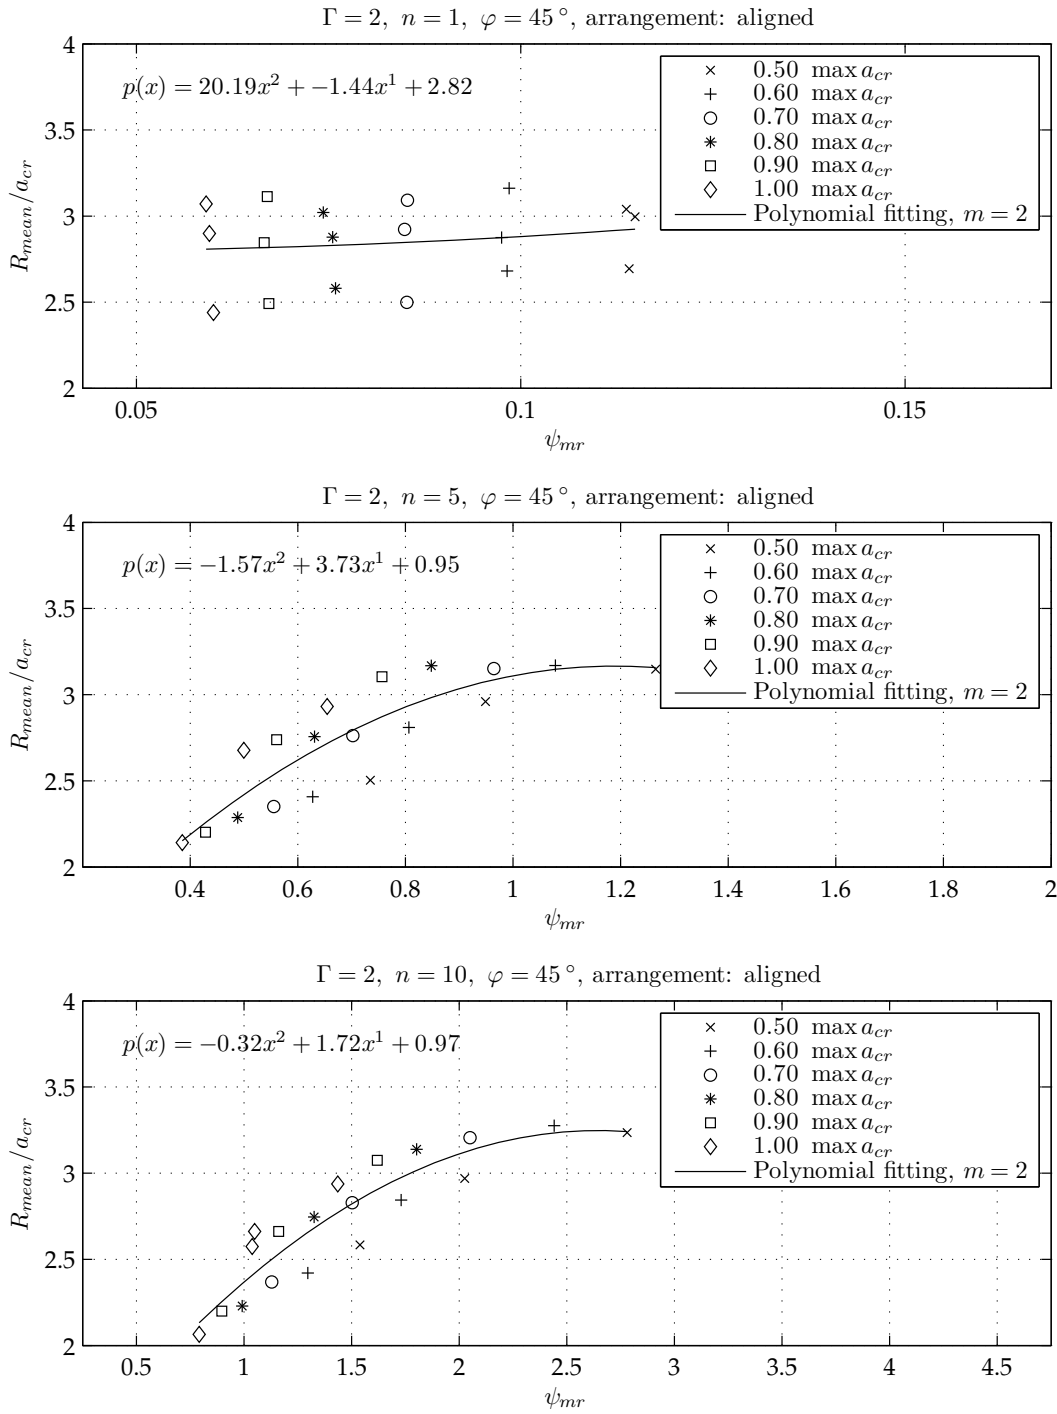 Γ = 2, n = 1, φ = 45°, arrangement: aligned
4
3.5
3
2.5
2
R_mean/a_cr
p(x) = 20.19x² + −1.44x¹ + 2.82
0.50 max a_cr
0.60 max a_cr
0.70 max a_cr
0.80 max a_cr
0.90 max a_cr
1.00 max a_cr
Polynomial fitting, m = 2
0.05 0.1 0.15
ψ_mr
Γ = 2, n = 5, φ = 45°, arrangement: aligned
4
3.5
3
2.5
2
R_mean/a_cr
p(x) = −1.57x² + 3.73x¹ + 0.95
0.50 max a_cr
0.60 max a_cr
0.70 max a_cr
0.80 max a_cr
0.90 max a_cr
1.00 max a_cr
Polynomial fitting, m = 2
0.4 0.6 0.8 1 1.2 1.4 1.6 1.8 2
ψ_mr
Γ = 2, n = 10, φ = 45°, arrangement: aligned
4
3.5
3
2.5
2
R_mean/a_cr
p(x) = −0.32x² + 1.72x¹ + 0.97
0.50 max a_cr
0.60 max a_cr
0.70 max a_cr
0.80 max a_cr
0.90 max a_cr
1.00 max a_cr
Polynomial fitting, m = 2
0.5 1 1.5 2 2.5 3 3.5 4 4.5
ψ_mr